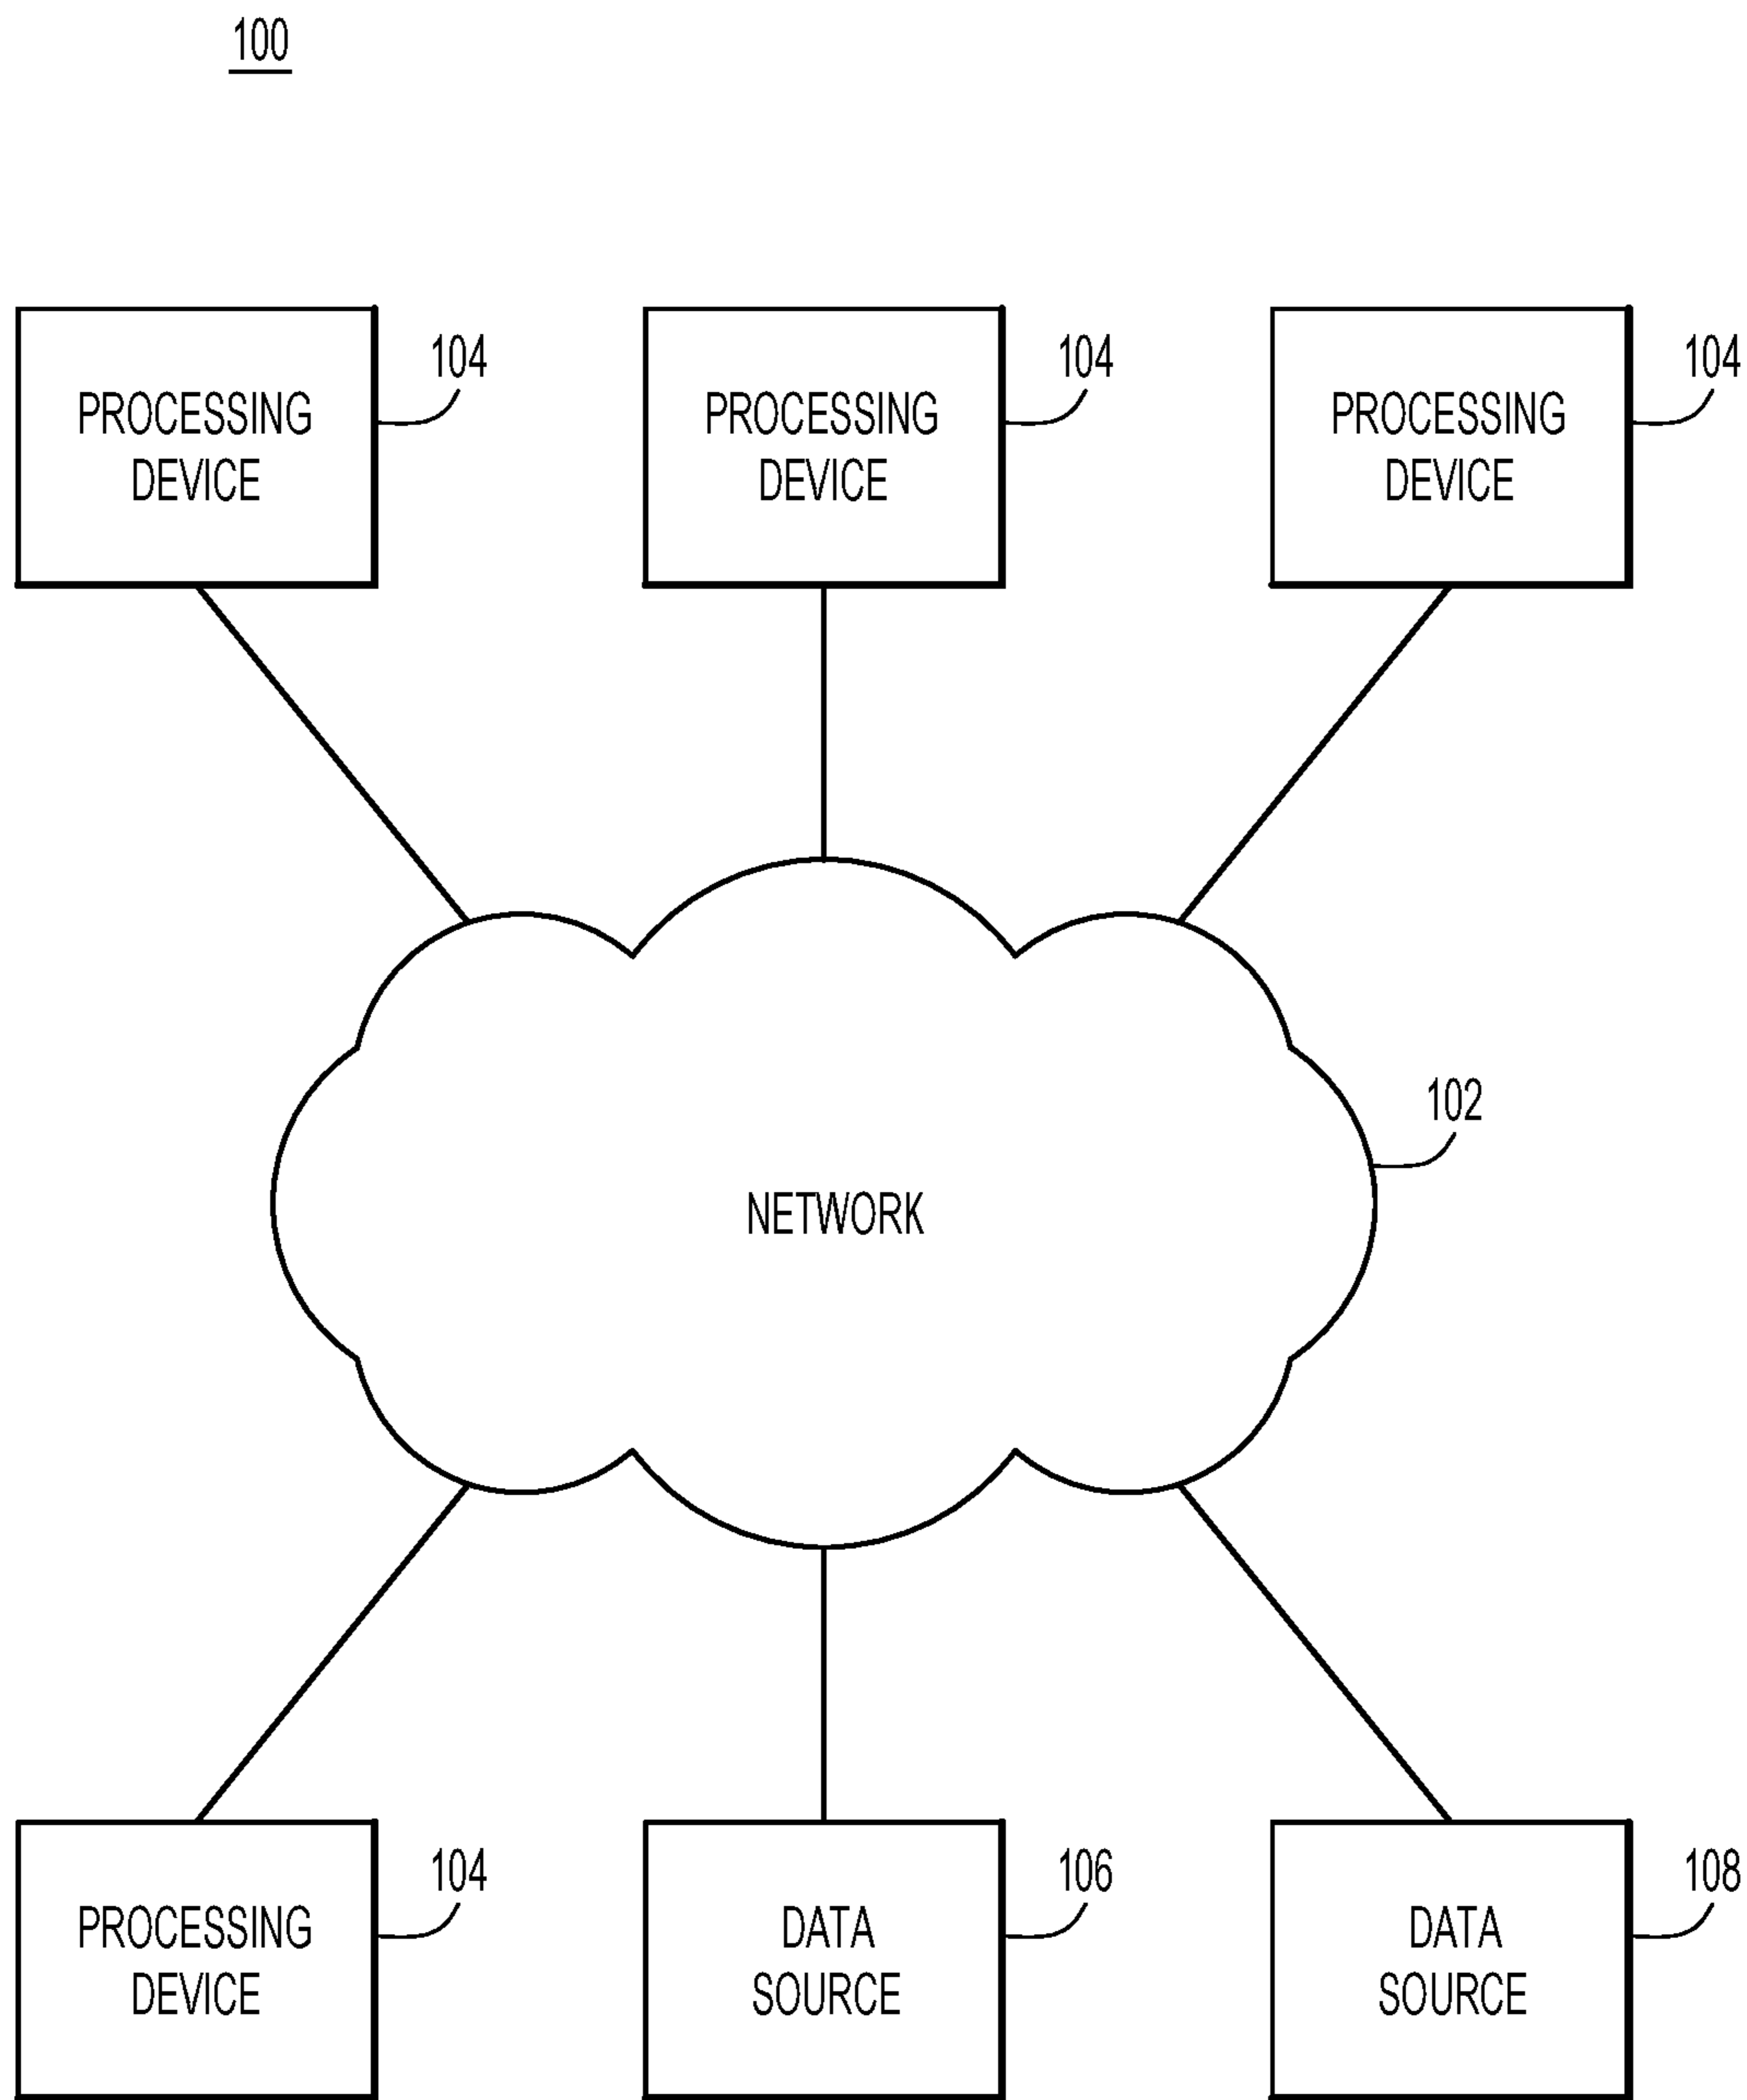 100
104
104
104
PROCESSING
DEVICE
PROCESSING
DEVICE
PROCESSING
DEVICE
102
NETWORK
104
106
108
PROCESSING
DEVICE
DATA
SOURCE
DATA
SOURCE